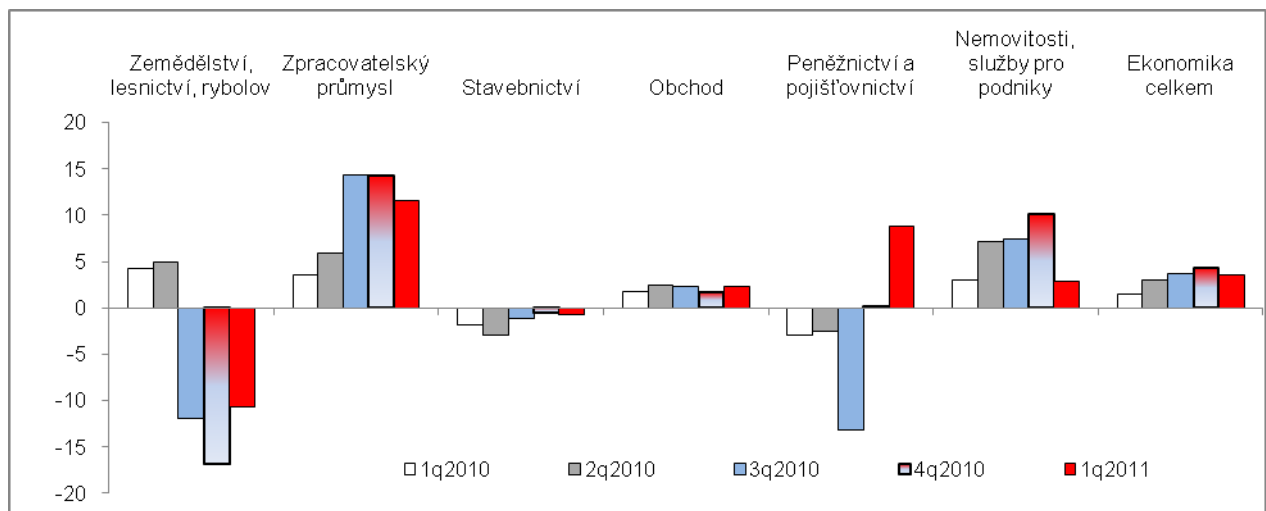 Zemědělství,
lesnictví, rybolov
Zpracovatelský
průmysl
Stavebnictví
Obchod
Peněžnictví a
pojišťovnictví
Nemovitosti,
služby pro
podniky
Ekonomika
celkem
20
15
10
5
0
-5
-10
-15
-20
1q2010
2q2010
3q2010
4q2010
1q2011